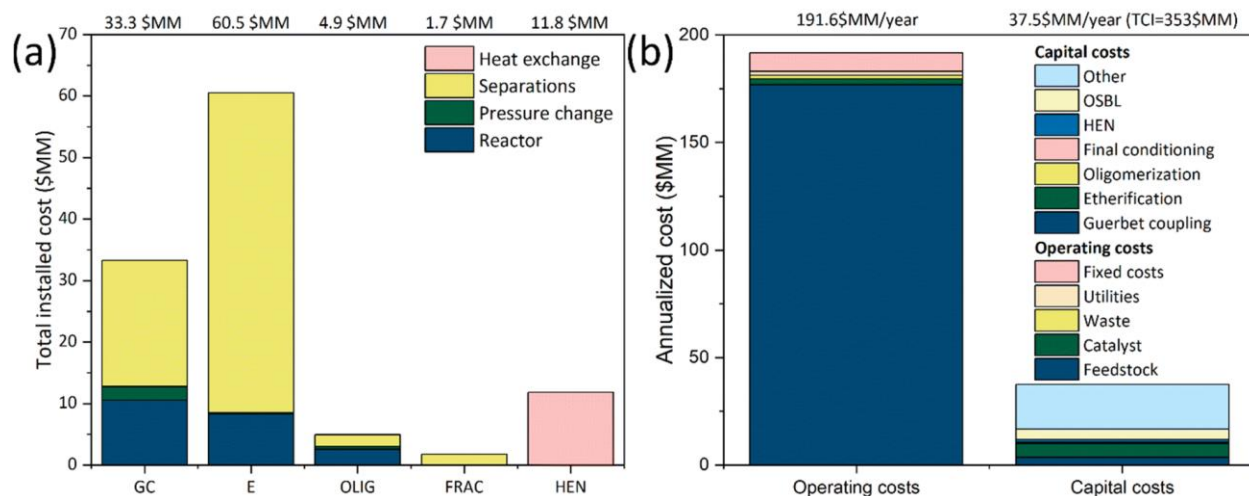 33.3 $MM 60.5 $MM 4.9 $MM 1.7 $MM 11.8 $MM
(a)
Heat exchange
Separations
Pressure change
Reactor
Total installed cost ($MM)
70
60
50
40
30
20
10
0
GC E OLIG FRAC HEN
191.6$MM/year 37.5$MM/year (TCI=353$MM)
(b)
Capital costs
Other
OSBL
HEN
Final conditioning
Oligomerization
Etherification
Guerbet coupling
Operating costs
Fixed costs
Utilities
Waste
Catalyst
Feedstock
Annualized cost ($MM)
200
150
100
50
0
Operating costs Capital costs